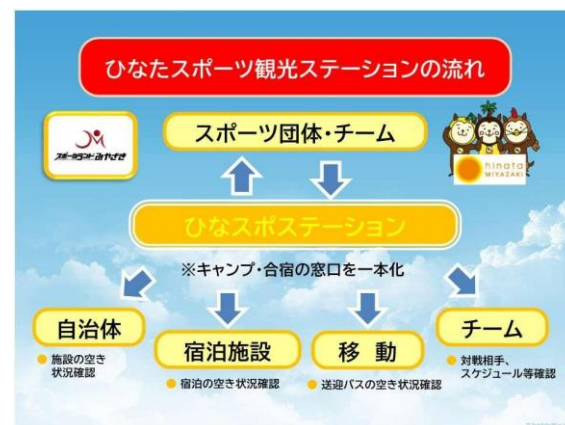 ひなたスポーツ観光ステーションの流れ
スポーツランドみやざき
スポーツ団体・チーム
hinata
MIYAZAKI
ひなスポステーション
※キャンプ・合宿の窓口を一本化
自治体
施設の空き
状況確認
宿泊施設
宿泊の空き状況確認
移動
送迎バスの空き状況確認
チーム
対戦相手、
スケジュール等確認